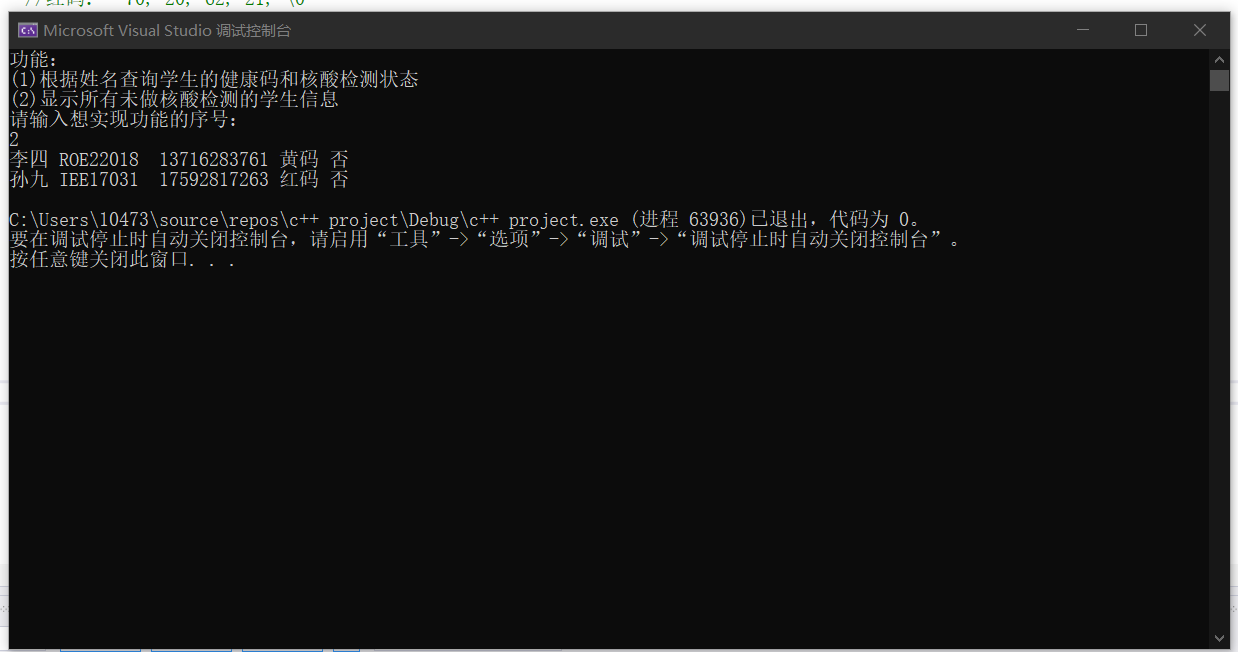 Microsoft Visual Studio 调试控制台
功能：
(1)根据姓名查询学生的健康码和核酸检测状态
(2)显示所有未做核酸检测的学生信息
请输入想实现功能的序号：
2
李四 ROE22018  13716283761 黄码 否
孙九 IEE17031  17592817263 红码 否
C:\Users\10473\source\repos\c++ project\Debug\c++ project.exe (进程 63936)已退出，代码为 0。
要在调试停止时自动关闭控制台，请启用“工具”->“选项”->“调试”->“调试停止时自动关闭控制台”。
按任意键关闭此窗口. . .